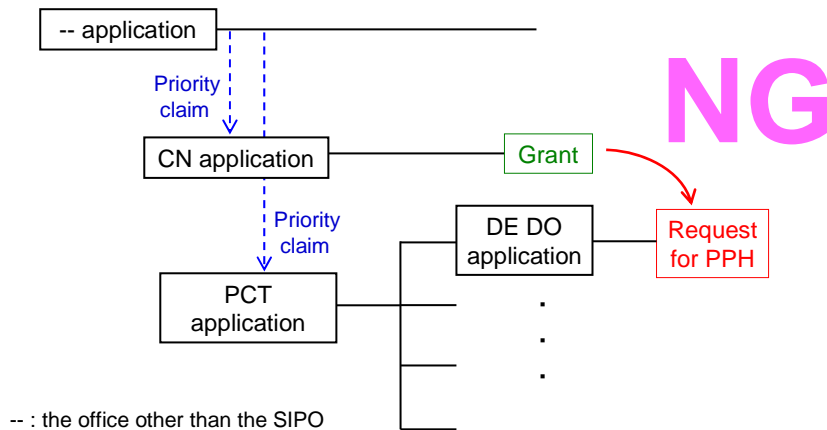 -- application
NG
Priority
claim
CN application
Grant
Priority
claim
DE DO
application
Request
for PPH
PCT
application
-- : the office other than the SIPO